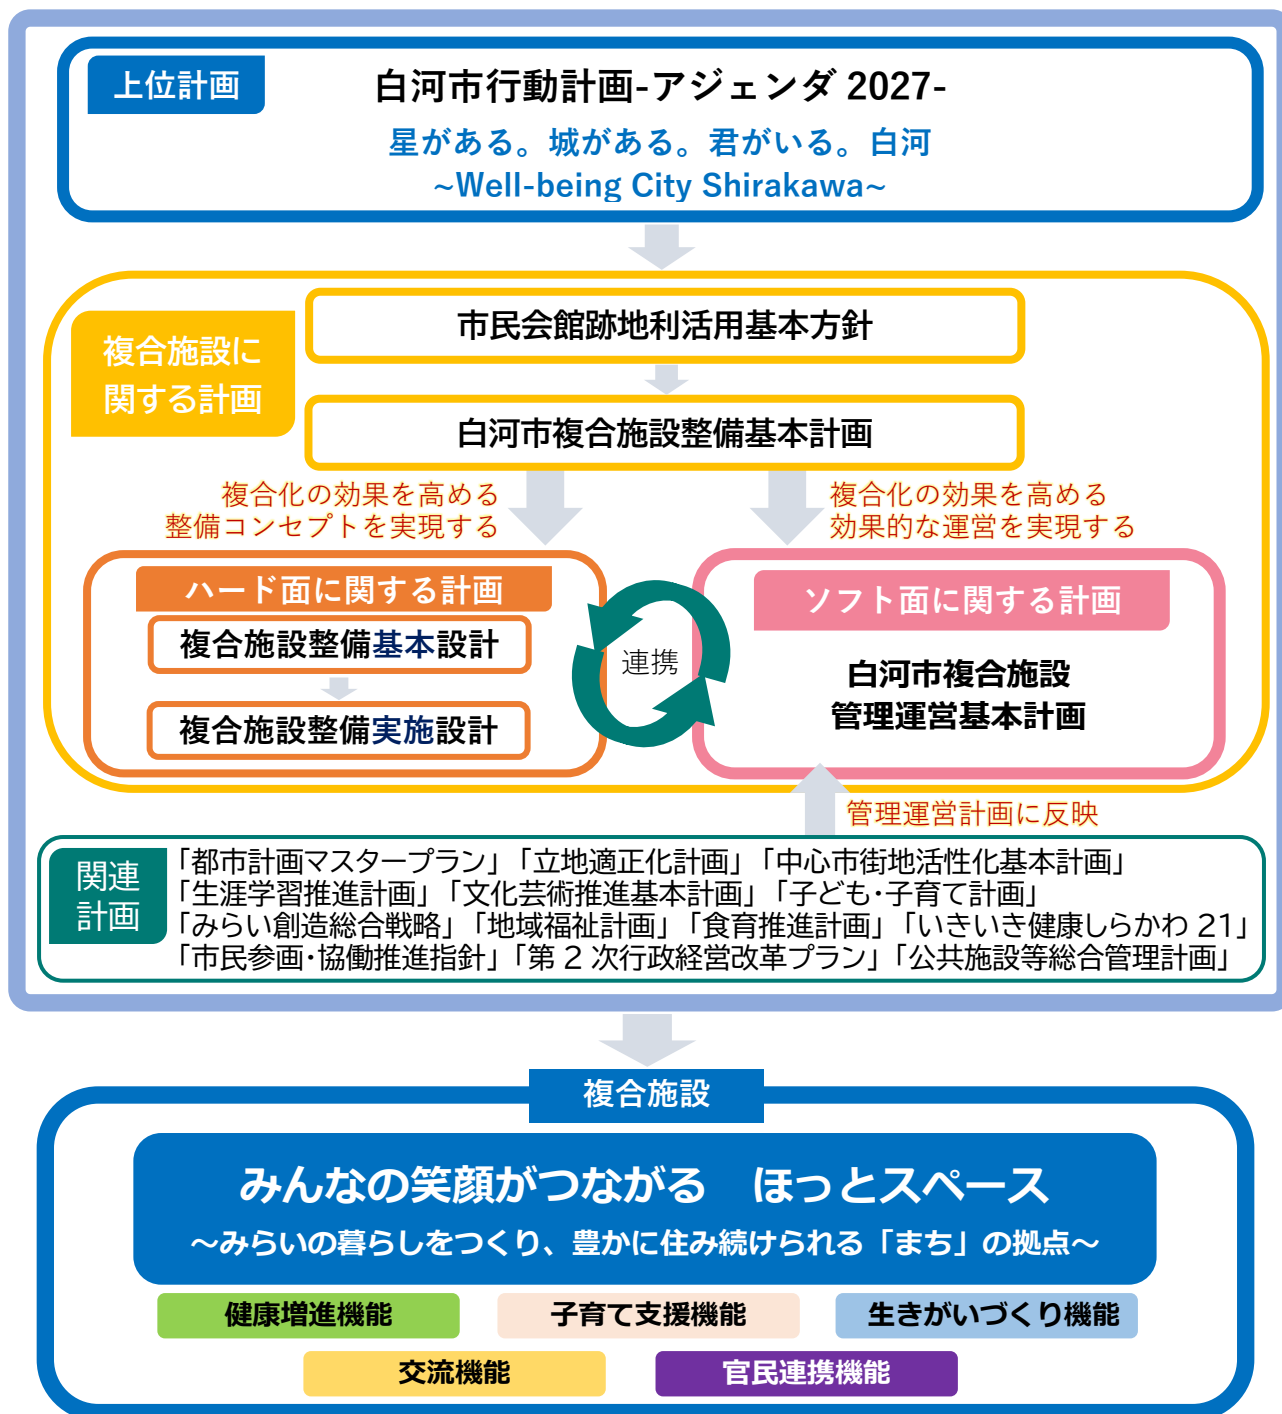 上位計画
白河市行動計画-アジェンダ 2027-
星がある。城がある。君がいる。白河
~Well-being City Shirakawa~
複合施設に
関する計画
市民会館跡地利活用基本方針
白河市複合施設整備基本計画
複合化の効果を高める
整備コンセプトを実現する
複合化の効果を高める
効果的な運営を実現する
ハード面に関する計画
複合施設整備基本設計
複合施設整備実施設計
連携
ソフト面に関する計画
白河市複合施設
管理運営基本計画
管理運営計画に反映
関連
計画
「都市計画マスタープラン」「立地適正化計画」「中心市街地活性化基本計画」
「生涯学習推進計画」「文化芸術推進基本計画」「子ども・子育て計画」
「みらい創造総合戦略」「地域福祉計画」「食育推進計画」「いきいき健康しらかわ 21」
「市民参画・協働推進指針」「第 2 次行政経営改革プラン」「公共施設等総合管理計画」
複合施設
みんなの笑顔がつながる　ほっとスペース
～みらいの暮らしをつくり、豊かに住み続けられる「まち」の拠点～
健康増進機能
子育て支援機能
生きがいづくり機能
交流機能
官民連携機能